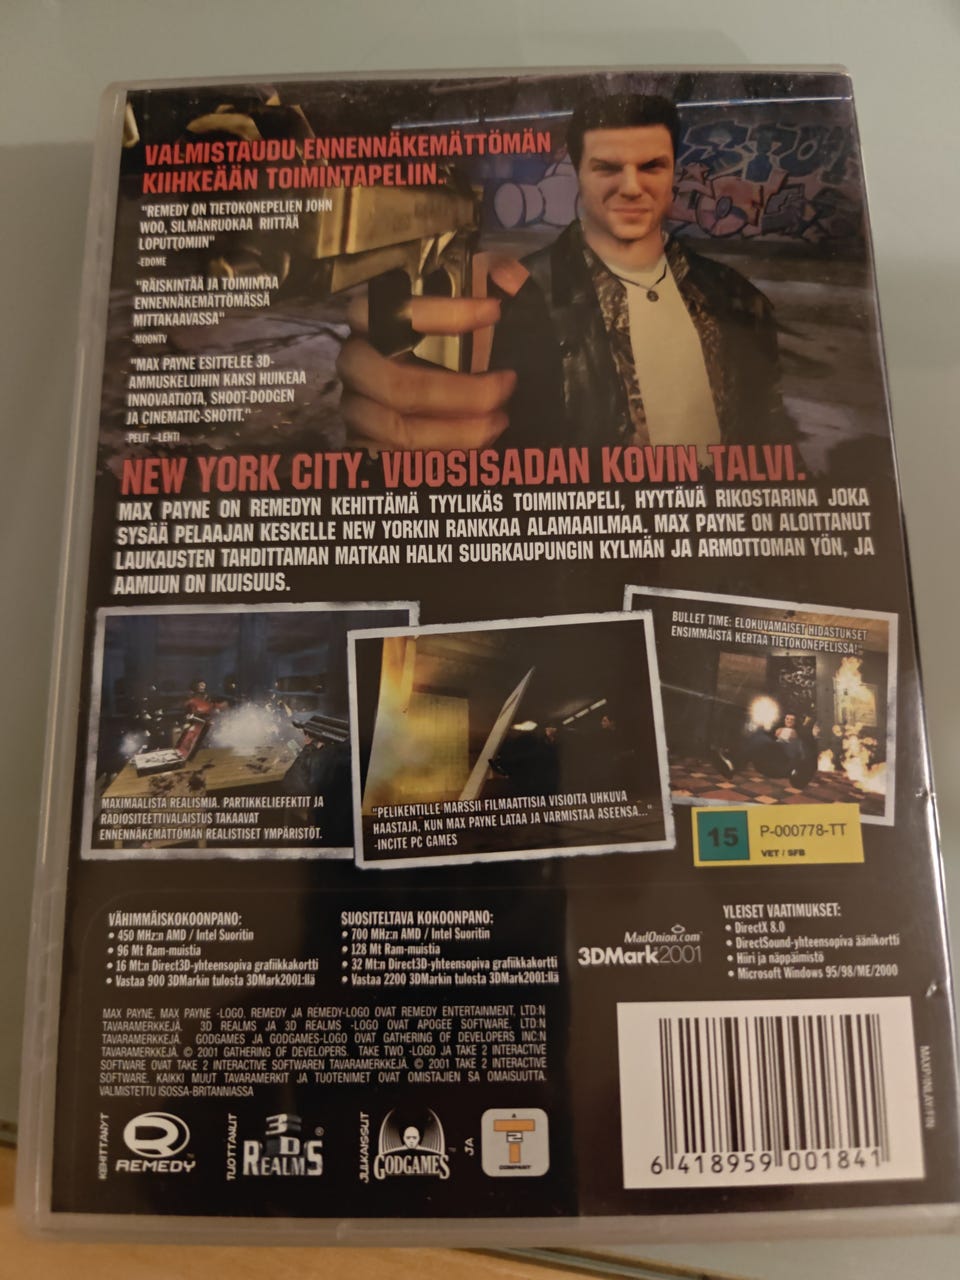 VALMISTAUDU ENNENNÄKEMÄTTÖMÄN
KIIHKEÄÄN TOIMINTAPELIIN.
"REMEDY ON TIETOKONEPELIEN JOHN
WOO, SILMÄNRUOKAA RIITTÄÄ
LOPUTTOMIIN"
-EDOME
"RÄISKINTÄÄ JA TOIMINTAA
ENNENNÄKEMÄTTÖMÄSSÄ
MITTAKAAVASSA"
-MOONTV
"MAX PAYNE ESITTELEE 3D-
AMMUSKELUIHIN KAKSI HUIKEAA
INNOVAATIOTA, SHOOT-DODGEN
JA CINEMATIC-SHOTIT."
-PELIT -LEHTI
NEW YORK CITY. VUOSISADAN KOVIN TALVI.
MAX PAYNE ON REMEDYN KEHITTÄMÄ TYYLIKÄS TOIMINTAPELI, HYYTÄVÄ RIKOSTARINA JOKA
SYSÄÄ PELAAJAN KESKELLE NEW YORKIN RANKKAA ALAMAAILMAA. MAX PAYNE ON ALOITTANUT
LAUKAUSTEN TAHDITTAMAN MATKAN HALKI SUURKAUPUNGIN KYLMÄN JA ARMOTTOMAN YÖN, JA
AAMUUN ON IKUISUUS.
MAXIMAALISTA REALISMIA. PARTIKKELIEFEKTIT JA
RADIOSITEETTIVALAISTUS TAKAAVAT
ENNENNÄKEMÄTTÖMÄN REALISTISET YMPÄRISTÖT.
"PELIKENTILLE MARSSII FILMAATTISIA VISIOITA UHKUVA
HAASTAJA, KUN MAX PAYNE LATAA JA VARMISTAA ASEENSA..."
-INCITE PC GAMES
BULLET TIME: ELOKUVAMAISET HIDASTUKSET
ENSIMMÄISTÄ KERTAA TIETOKONEPELISSÄ!"
15 P-000778-TT
VET / SFB
VÄHIMMÄISKOKOONPANO:
• 450 MHz:n AMD / Intel Suoritin
• 96 Mt Ram-muistia
• 16 Mt:n Direct3D-yhteensopiva grafiikkakortti
• Vastaa 900 3DMarkin tulosta 3DMark2001:llä
SUOSITELTAVA KOKOONPANO:
• 700 MHz:n AMD / Intel Suoritin
• 128 Mt Ram-muistia
• 32 Mt:n Direct3D-yhteensopiva grafiikkakortti
• Vastaa 2200 3DMarkin tulosta 3DMark2001:llä
MadOnion.com
3DMark2001
YLEISET VAATIMUKSET:
• DirectX 8.0
• DirectSound-yhteensopiva äänikortti
• Hiiri ja näppäimistö
• Microsoft Windows 95/98/ME/2000
MAX PAYNE, MAX PAYNE -LOGO, REMEDY JA REMEDY-LOGO OVAT REMEDY ENTERTAINMENT, LTD:N
TAVARAMERKKEJÄ. 3D REALMS JA 3D REALMS -LOGO OVAT APOGEE SOFTWARE, LTD:N
TAVARAMERKKEJÄ. GODGAMES JA GODGAMES-LOGO OVAT GATHERING OF DEVELOPERS INC:N
TAVARAMERKKEJÄ. © 2001 GATHERING OF DEVELOPERS. TAKE TWO -LOGO JA TAKE 2 INTERACTIVE
SOFTWARE OVAT TAKE 2 INTERACTIVE SOFTWAREN TAVARAMERKKEJÄ. © 2001 TAKE 2 INTERACTIVE
SOFTWARE. KAIKKI MUUT TAVARAMERKIT JA TUOTENIMET OVAT OMISTAJIEN SA OMAISUUTTA.
VALMISTETTU ISOSSA-BRITANNIASSA
KEHITTÄNYT
REMEDY™
TUOTTANUT
3D REALMS®
JULKAISSUT
GODGAMES™
JA
TAKE 2 COMPANY
6 418959 001841
MAXP/INLAY/FIN